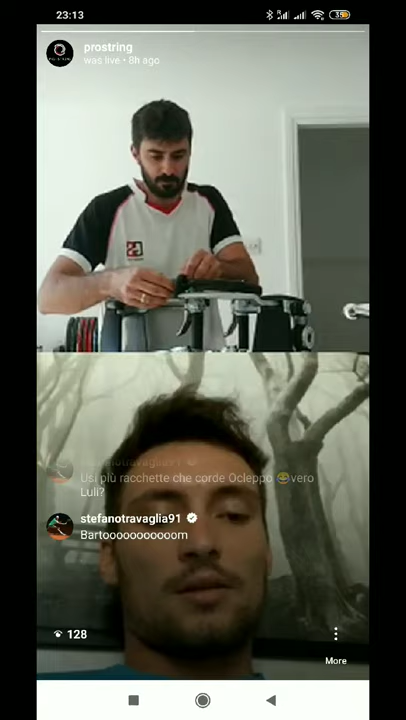 23:13
35
prostring
was live • 8h ago
Usi più racchette che corde Ocleppo 😂vero
Luli?
stefanotravaglia91
Bartooooooooooom
128
More